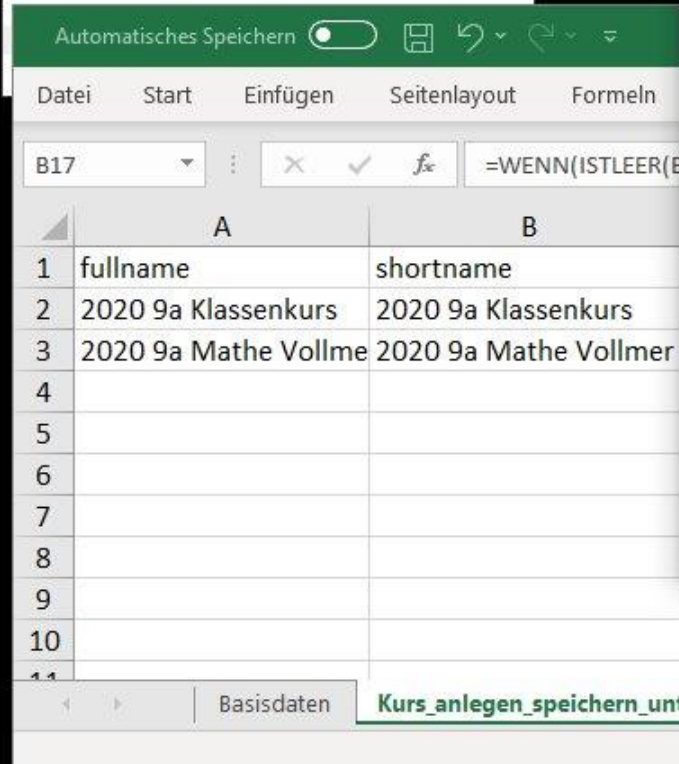 Automatisches Speichern
Datei Start Einfügen Seitenlayout Formeln
B17 fx =WENN(ISTLEER(
A B
1 fullname shortname
2 2020 9a Klassenkurs 2020 9a Klassenkurs
3 2020 9a Mathe Vollme 2020 9a Mathe Vollmer
4
5
6
7
8
9
10
Basisdaten Kurs_anlegen_speichern_unt